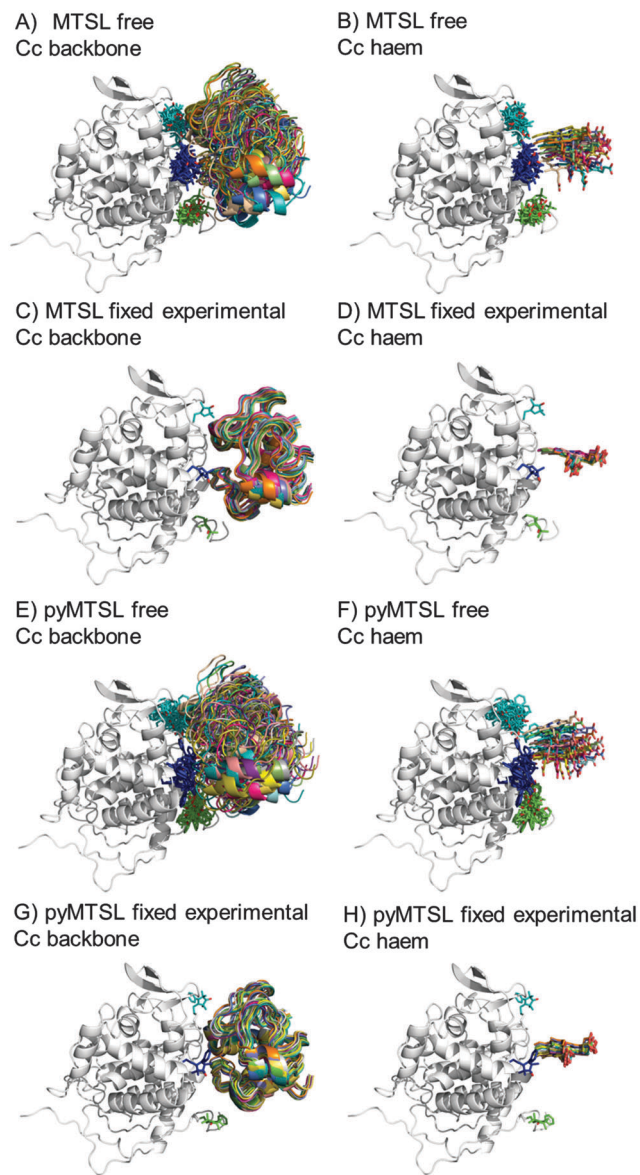 A) MTSL free
Cc backbone
B) MTSL free
Cc haem
C) MTSL fixed experimental
Cc backbone
D) MTSL fixed experimental
Cc haem
E) pyMTSL free
Cc backbone
F) pyMTSL free
Cc haem
G) pyMTSL fixed experimental
Cc backbone
H) pyMTSL fixed experimental
Cc haem